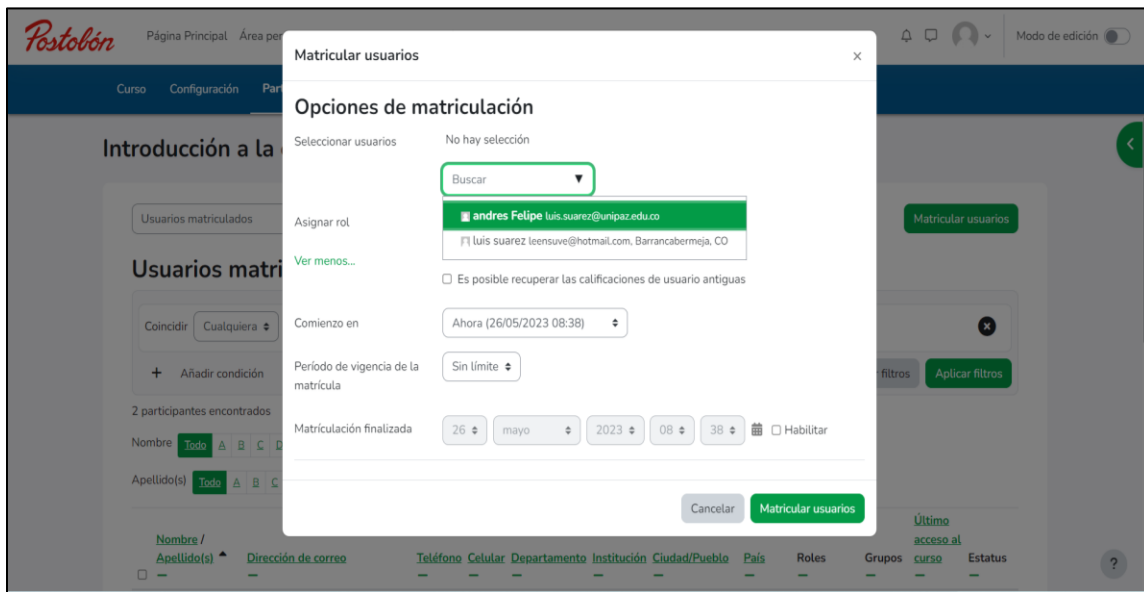 Postobón
Página Principal Área per
Modo de edición
Curso Configuración Part
Introducción a la
Usuarios matriculados
Matricular usuarios
Usuarios matri
Coincidir Cualquiera
+ Añadir condición
filtros Aplicar filtros
2 participantes encontrados
Nombre Todo A B C D
Apellido(s) Todo A B C
Nombre /
Apellido(s) Dirección de correo Teléfono Celular Departamento Institución Ciudad/Pueblo País Roles Grupos Último acceso al curso Estatus
?
Matricular usuarios ×
Opciones de matriculación
Seleccionar usuarios No hay selección
Buscar ▼
andres Felipe luis.suarez@unipaz.edu.co
luis suarez leensuve@hotmail.com, Barrancabermeja, CO
Asignar rol
Ver menos...
Es posible recuperar las calificaciones de usuario antiguas
Comienzo en Ahora (26/05/2023 08:38)
Período de vigencia de la matrícula Sin límite
Matrículación finalizada 26 mayo 2023 08 38 Habilitar
Cancelar Matricular usuarios